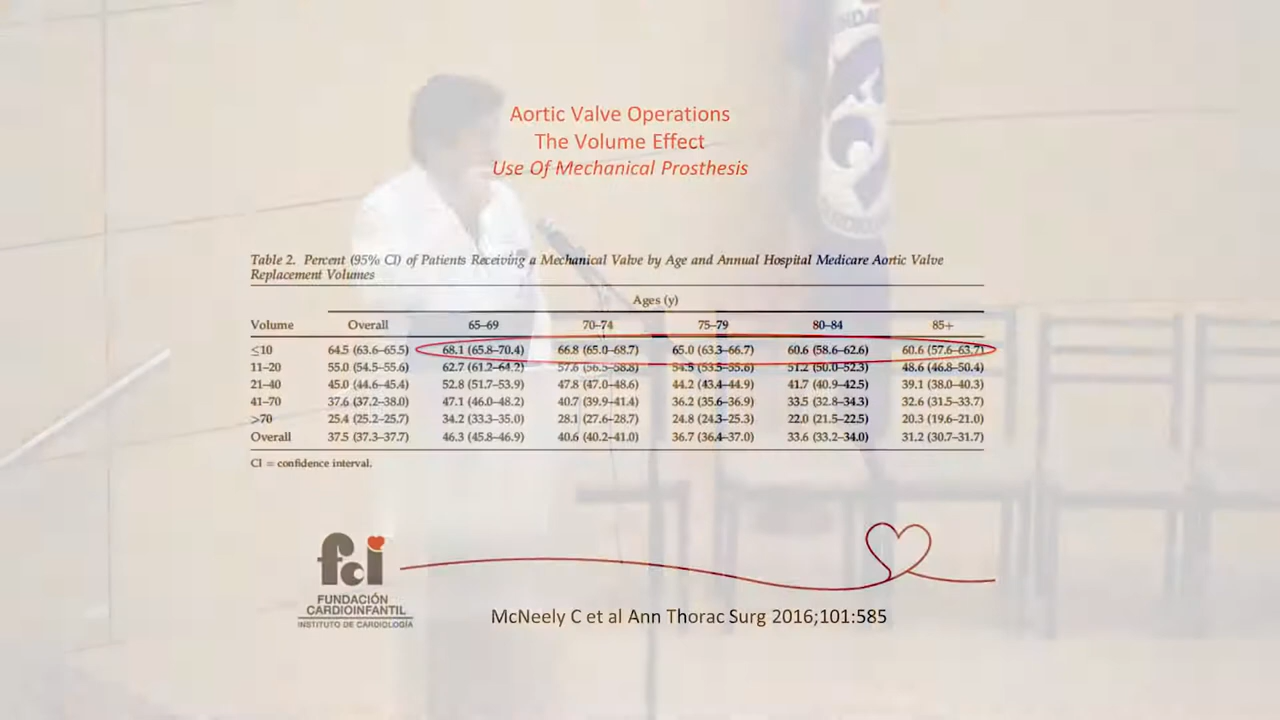 Aortic Valve Operations
The Volume Effect
Use Of Mechanical Prosthesis
Table 2. Percent (95% CI) of Patients Receiving a Mechanical Valve by Age and Annual Hospital Medicare Aortic Valve
Replacement Volumes
Ages (y)
Volume Overall 65–69 70–74 75–79 80–84 85+
≤10 64.5 (63.6–65.5) 68.1 (65.8–70.4) 66.8 (65.0–68.7) 65.0 (63.3–66.7) 60.6 (58.6–62.6) 60.6 (57.6–63.7)
11–20 55.0 (54.5–55.6) 62.7 (61.2–64.2) 57.6 (56.5–58.8) 54.5 (53.5–55.6) 51.2 (50.0–52.3) 48.6 (46.8–50.4)
21–40 45.0 (44.6–45.4) 52.8 (51.7–53.9) 47.8 (47.0–48.6) 44.2 (43.4–44.9) 41.7 (40.9–42.5) 39.1 (38.0–40.3)
41–70 37.6 (37.2–38.0) 47.1 (46.0–48.2) 40.7 (39.9–41.4) 36.2 (35.6–36.9) 33.5 (32.8–34.3) 32.6 (31.5–33.7)
>70 25.4 (25.2–25.7) 34.2 (33.3–35.0) 28.1 (27.6–28.7) 24.8 (24.3–25.3) 22.0 (21.5–22.5) 20.3 (19.6–21.0)
Overall 37.5 (37.3–37.7) 46.3 (45.8–46.9) 40.6 (40.2–41.0) 36.7 (36.4–37.0) 33.6 (33.2–34.0) 31.2 (30.7–31.7)
CI = confidence interval.
fci
FUNDACIÓN
CARDIOINFANTIL
INSTITUTO DE CARDIOLOGÍA
McNeely C et al Ann Thorac Surg 2016;101:585